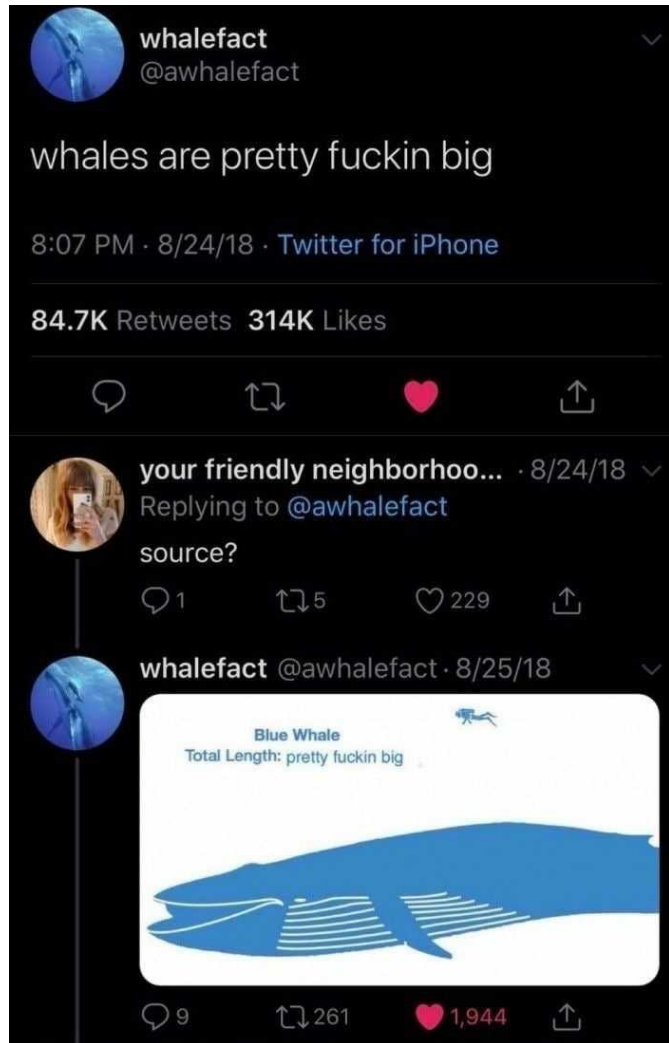 whalefact
@awhalefact
whales are pretty fuckin big
8:07 PM · 8/24/18 · Twitter for iPhone
84.7K Retweets 314K Likes
your friendly neighborhoo... · 8/24/18
Replying to @awhalefact
source?
1 5 229
whalefact @awhalefact · 8/25/18
Blue Whale
Total Length: pretty fuckin big
9 261 1,944